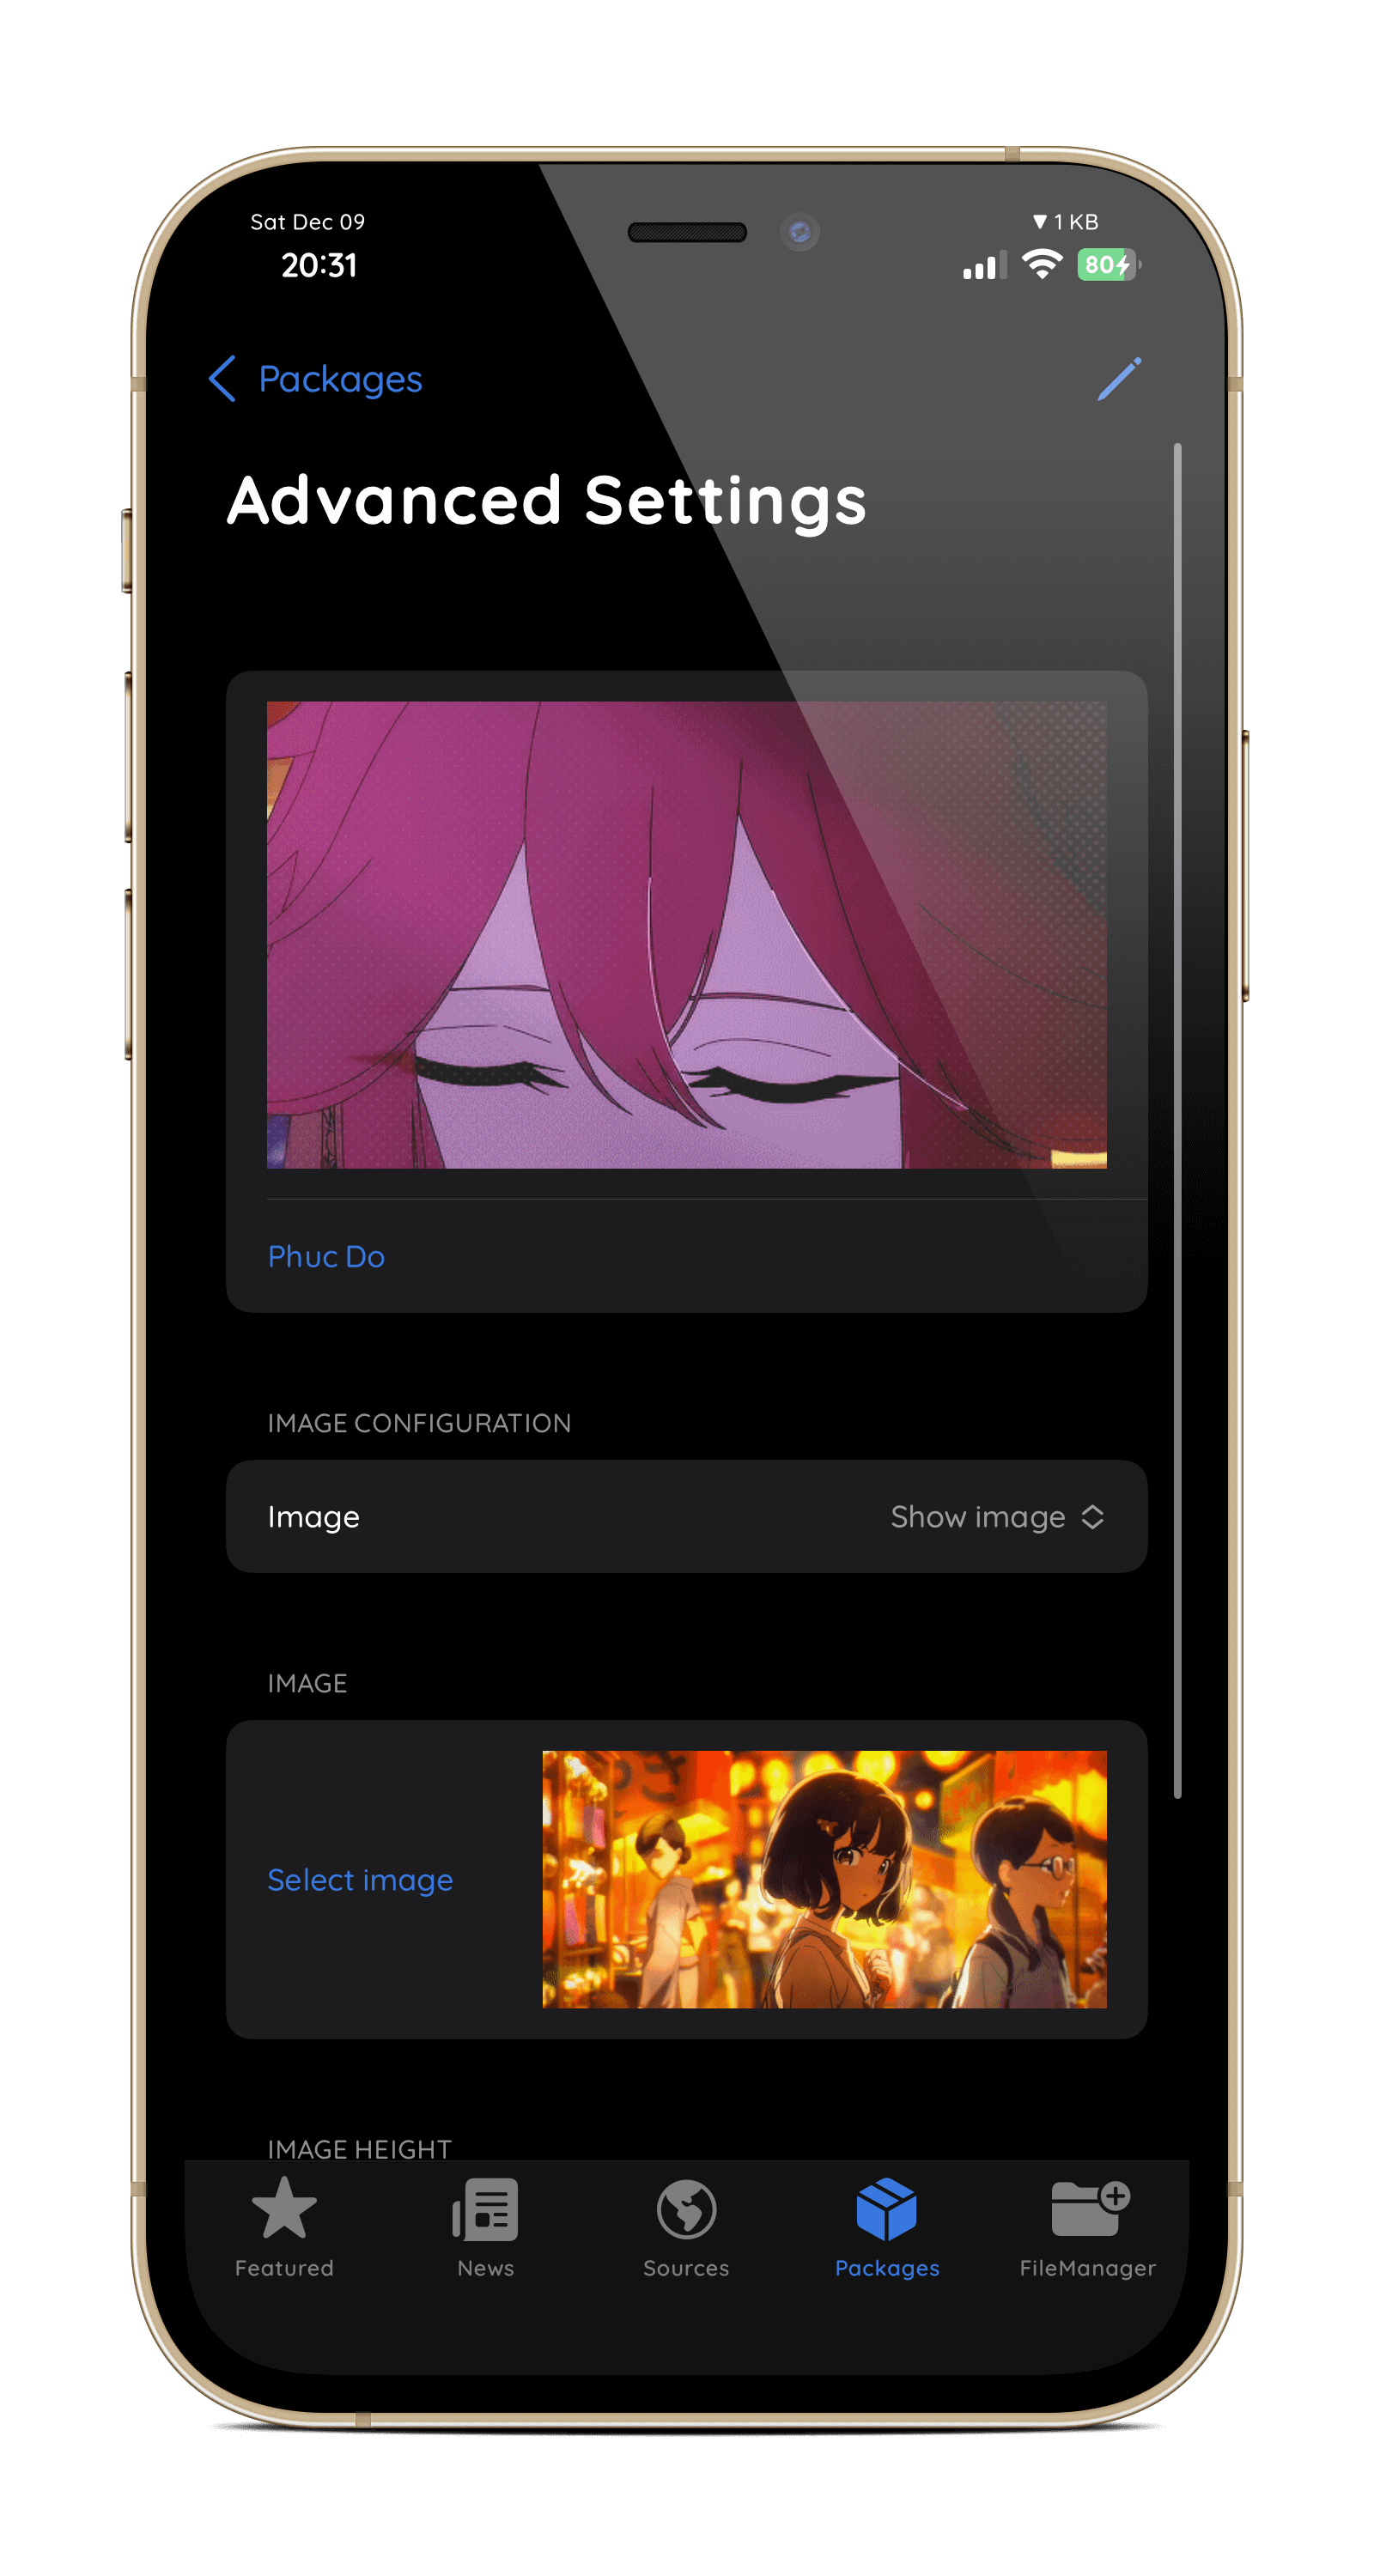 Sat Dec 09
▼ 1 KB
20:31
80
Packages
Advanced Settings
Phuc Do
IMAGE CONFIGURATION
Image
Show image
IMAGE
Select image
IMAGE HEIGHT
Featured
News
Sources
Packages
FileManager